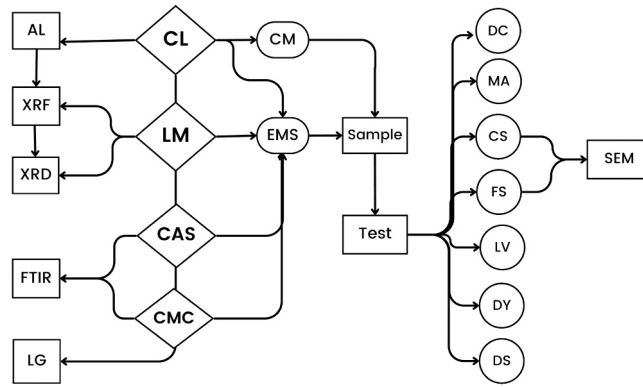 AL
CL
CM
DC
MA
XRF
LM
EMS
Sample
CS
SEM
XRD
FS
CAS
Test
LV
FTIR
CMC
DY
LG
DS